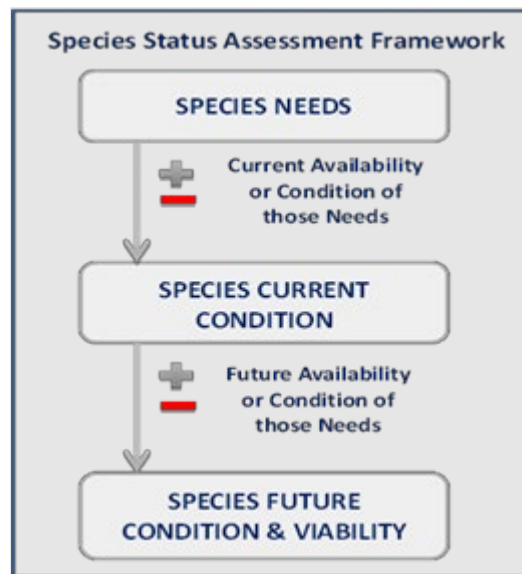 Species Status Assessment Framework
SPECIES NEEDS
Current Availability
or Condition of
those Needs
SPECIES CURRENT
CONDITION
Future Availability
or Condition of
those Needs
SPECIES FUTURE
CONDITION & VIABILITY